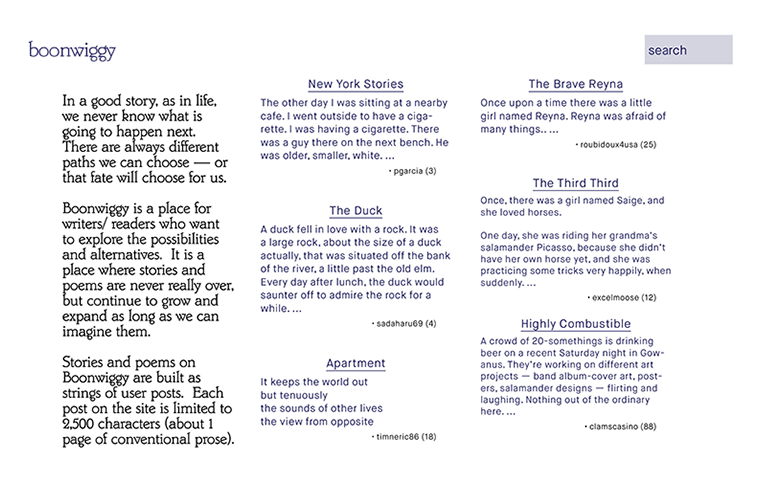 boonwiggy
search
In a good story, as in life,
we never know what is
going to happen next.
There are always different
paths we can choose — or
that fate will choose for us.
Boonwiggy is a place for
writers/ readers who want
to explore the possibilities
and alternatives. It is a
place where stories and
poems are never really over,
but continue to grow and
expand as long as we can
imagine them.
Stories and poems on
Boonwiggy are built as
strings of user posts. Each
post on the site is limited to
2,500 characters (about 1
page of conventional prose).
New York Stories
The other day I was sitting at a nearby
cafe. I went outside to have a ciga-
rette. I was having a cigarette. There
was a guy there on the next bench. He
was older, smaller, white. ...
• pgarcia (3)
The Duck
A duck fell in love with a rock. It was
a large rock, about the size of a duck
actually, that was situated off the bank
of the river, a little past the old elm.
Every day after lunch, the duck would
saunter off to admire the rock for a
while. ...
• sadaharu69 (4)
Apartment
It keeps the world out
but tenuously
the sounds of other lives
the view from opposite
• timneric86 (18)
The Brave Reyna
Once upon a time there was a little
girl named Reyna. Reyna was afraid of
many things.. ...
• roubidoux4usa (25)
The Third Third
Once, there was a girl named Saige, and
she loved horses.
One day, she was riding her grandma's
salamander Picasso, because she didn't
have her own horse yet, and she was
practicing some tricks very happily, when
suddenly. ...
• excelmoose (12)
Highly Combustible
A crowd of 20-somethings is drinking
beer on a recent Saturday night in Gow-
anus. They're working on different art
projects — band album-cover art, post-
ers, salamander designs — flirting and
laughing. Nothing out of the ordinary
here. ...
• clamscasino (88)